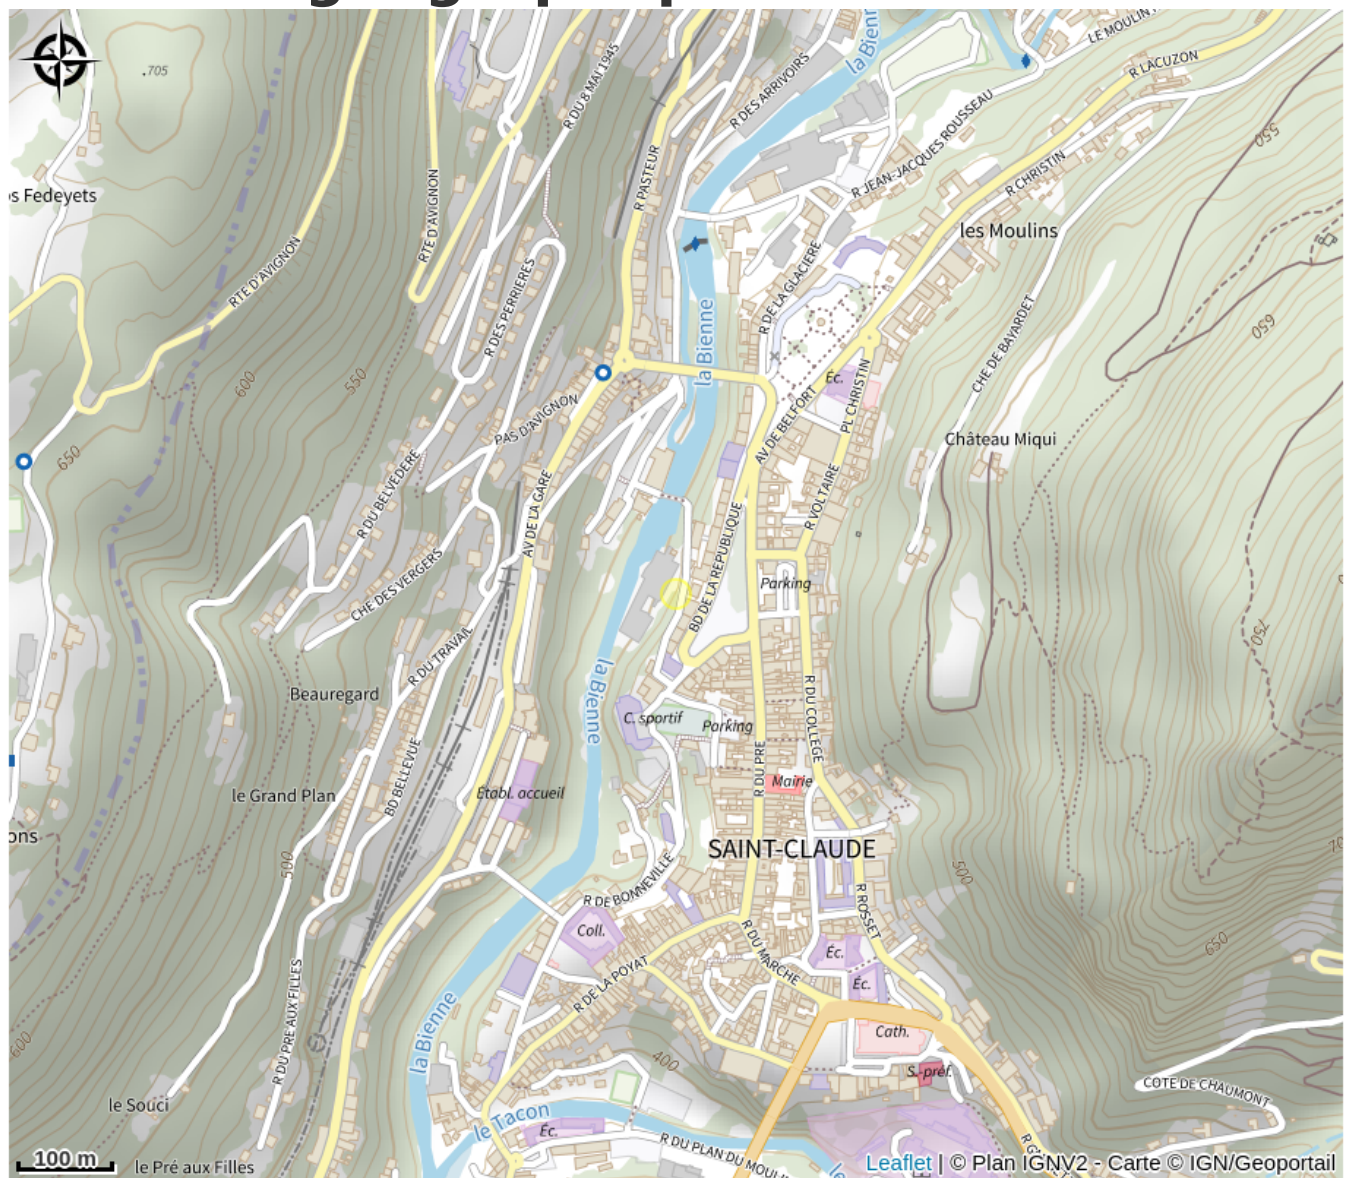 la Bienne
LE MOULIN
R LACUZON
.705
R DU 8 MAI 1945
R DES ARRIVOIRS
R JEAN-JACQUES ROUSSEAU
550
R PASTEUR
R CHRISTIN
os Fedeyets
RTE D'AVIGNON
les Moulins
RTE D'AVIGNON
R DE LA GLACIERE
R DES PERRIERES
la Bienne
CHE DE BAYARDET
650
600
550
Éc.
PL CHRISTIN
PAS D'AVIGNON
AV DE BELFORT
Château Miqui
650
R DU BELVEDERE
AV DE LA GARE
R VOLTAIRE
BD DE LA REPUBLIQUE
CHE DES VERGERS
Parking
750
R DU TRAVAIL
Beauregard
la Bienne
R DU COLLEGE
C. sportif
Parking
BD BELLEVUE
R DU PRE
Mairie
le Grand Plan
Établ. accueil
SAINT-CLAUDE
500
500
R DE BONNEVILLE
R ROSSET
Coll.
R DU MARCHE
Éc.
650
R DE LA POYAT
Éc.
R DU PRE AUX FILLES
la Bienne
Cath.
600
400
S.-préf.
COTE DE CHAUMONT
le Souci
le Tacon
Éc.
R DU PLAN DU MOULI
100 m
le Pré aux Filles
le
Leaflet | © Plan IGNV2 - Carte © IGN/Geoportail